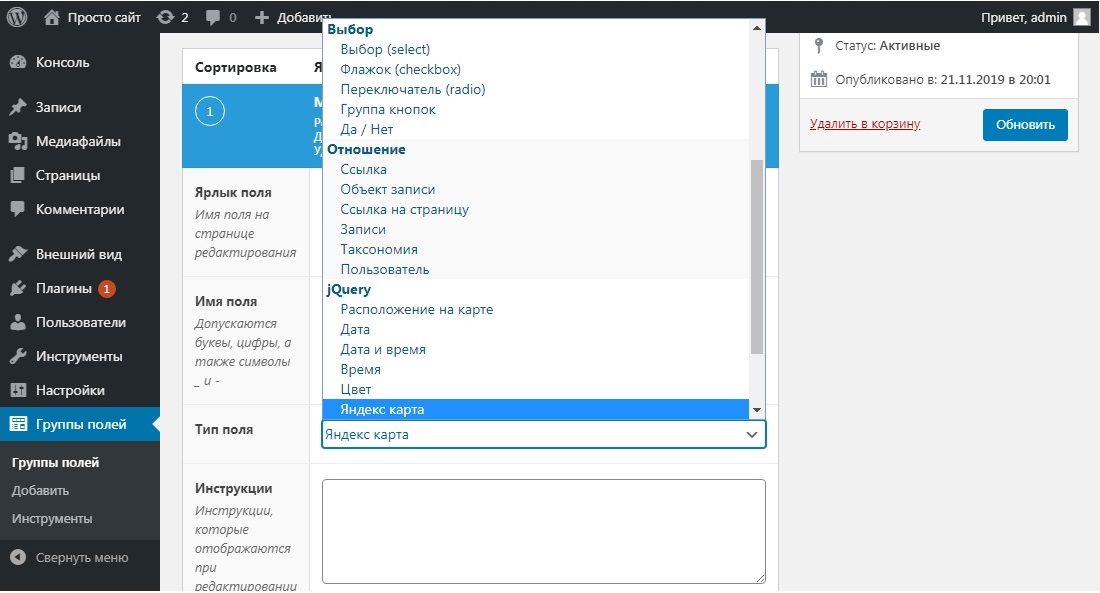 Просто сайт 2 0 Добавить Привет, admin
Консоль
Записи
Медиафайлы
Страницы
Комментарии
Внешний вид
Плагины 1
Пользователи
Инструменты
Настройки
Группы полей
Группы полей
Добавить
Инструменты
Свернуть меню
Сортировка Я
1 М
Ярлык поля
Имя поля на
странице
редактирования
Имя поля
Допускаются
буквы, цифры, а
также символы
_ и -
Тип поля
Инструкции
Инструкции,
которые
отображаются
при
редактировании
Выбор
Выбор (select)
Флажок (checkbox)
Переключатель (radio)
Группа кнопок
Да / Нет
Отношение
Ссылка
Объект записи
Ссылка на страницу
Записи
Таксономия
Пользователь
jQuery
Расположение на карте
Дата
Дата и время
Время
Цвет
Яндекс карта
Яндекс карта
Статус: Активные
Опубликовано в: 21.11.2019 в 20:01
Удалить в корзину Обновить